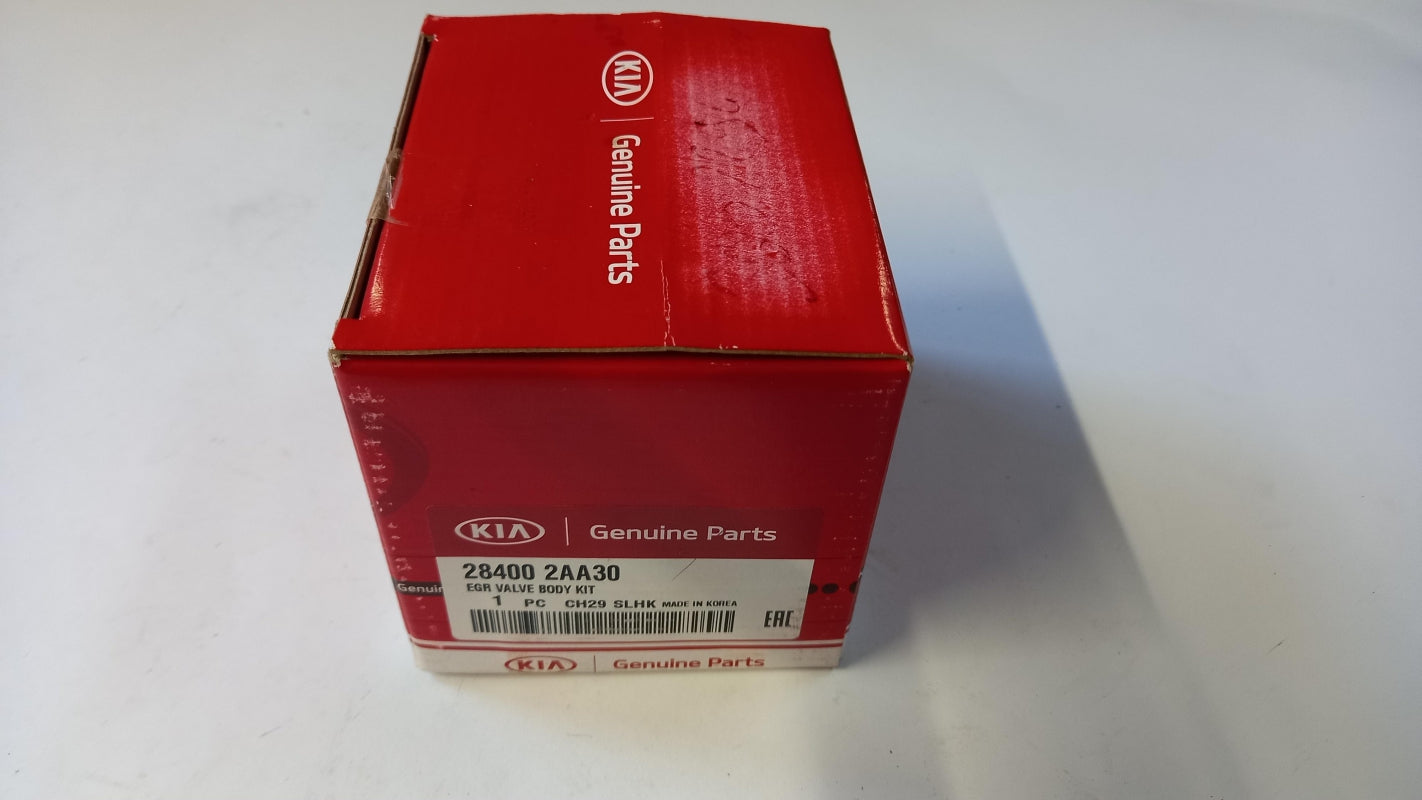 KIA | Genuine Parts
KIA | Genuine Parts
28400 2AA30
EGR VALVE BODY KIT
1 PC CH29 SLHK MADE IN KOREA
EAC
Genuin
KIA | Genuine Parts